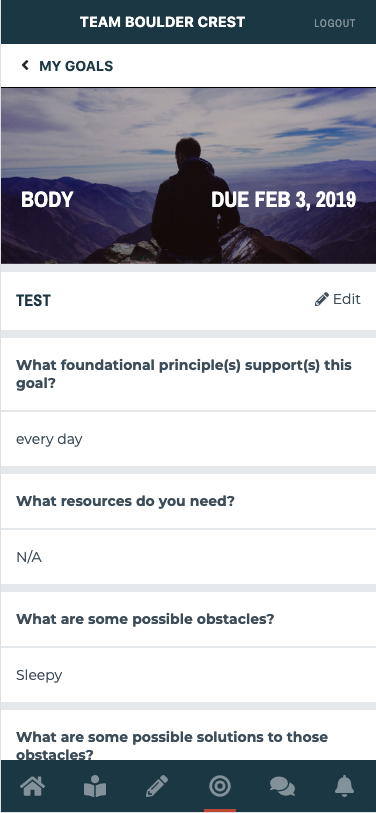 TEAM BOULDER CREST
LOGOUT
MY GOALS
BODY
DUE FEB 3, 2019
TEST
Edit
What foundational principle(s) support(s) this
goal?
every day
What resources do you need?
N/A
What are some possible obstacles?
Sleepy
What are some possible solutions to those
obstacles?